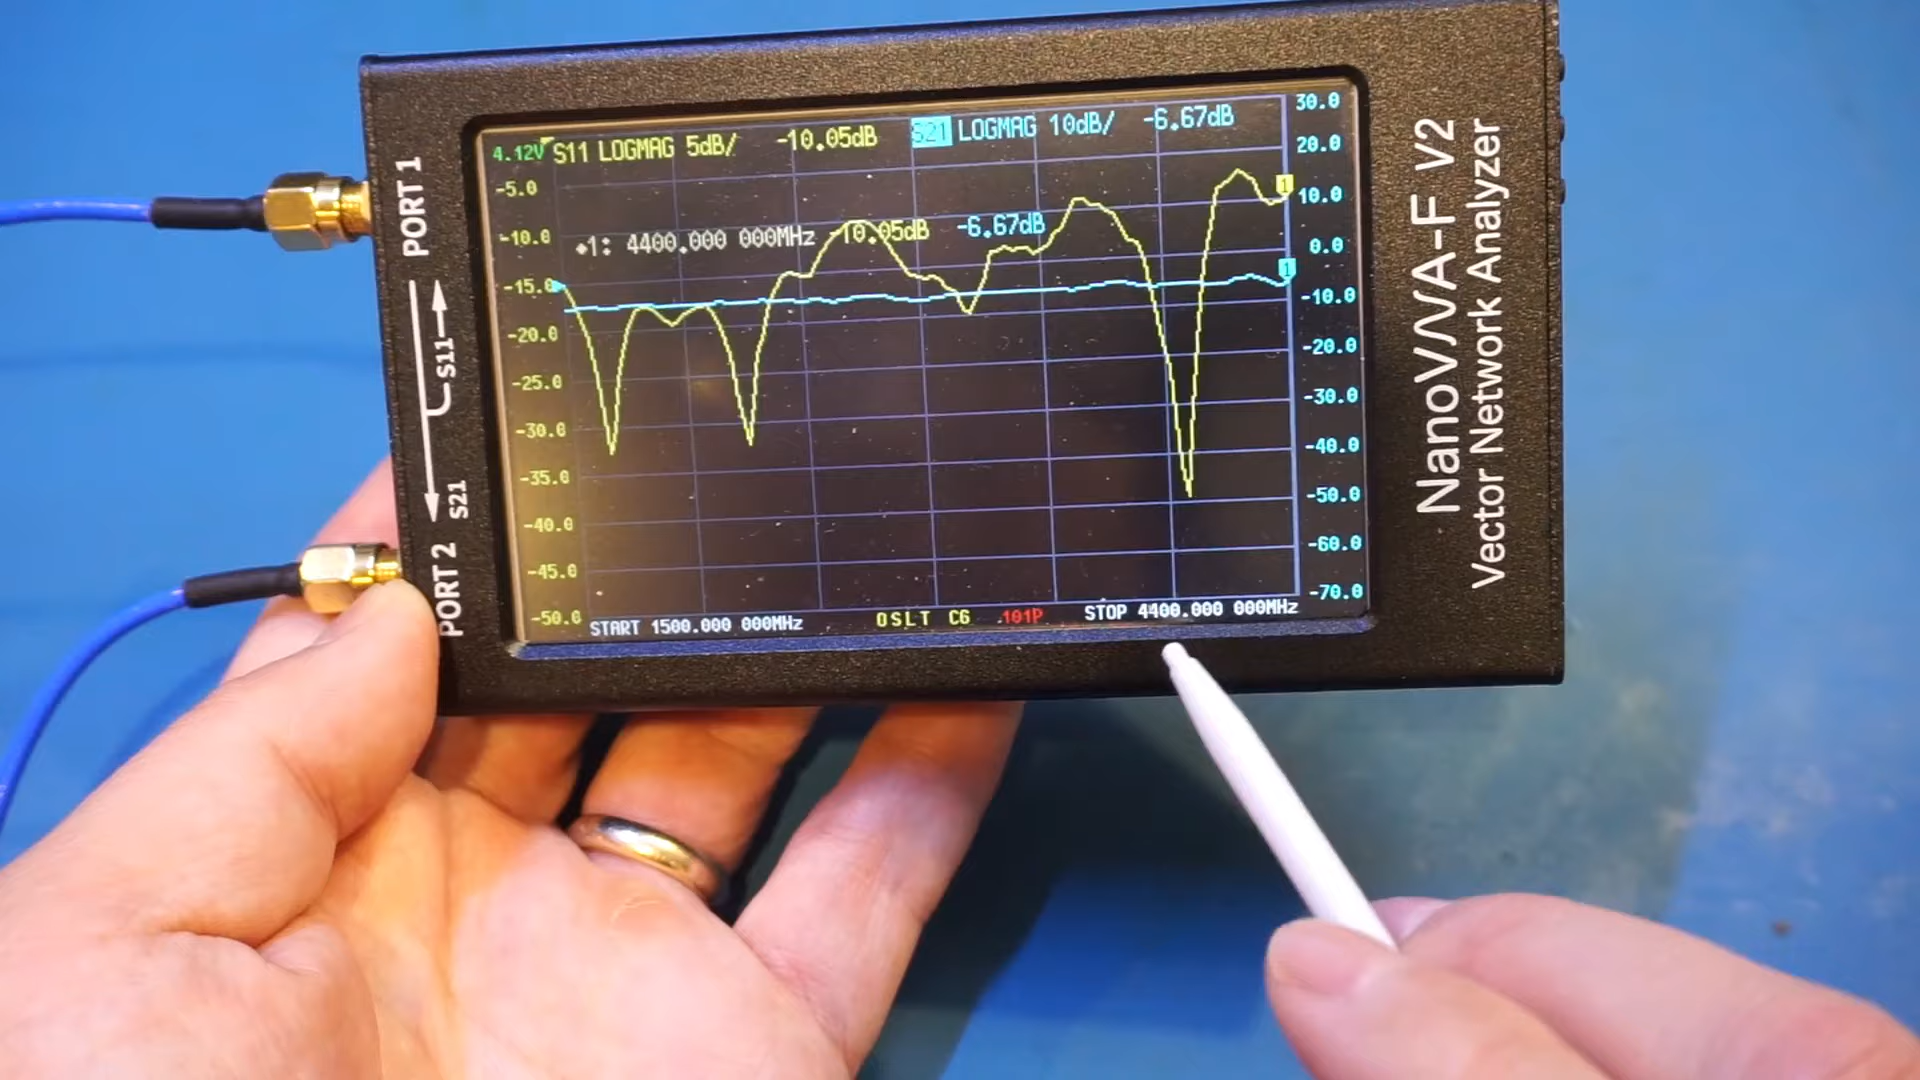 4.12V S11 LOGMAG 5dB/ -10.05dB S21 LOGMAG 10dB/ -6.67dB
1: 4400.000 000MHz -10.05dB -6.67dB
-5.0
-10.0
-15.0
-20.0
-25.0
-30.0
-35.0
-40.0
-45.0
-50.0
30.0
20.0
10.0
0.0
-10.0
-20.0
-30.0
-40.0
-50.0
-60.0
-70.0
1
1
START 1500.000 000MHz OSLT C6 101P STOP 4400.000 000MHz
PORT 1
S11
S21
PORT 2
NanoVNA-F V2
Vector Network Analyzer